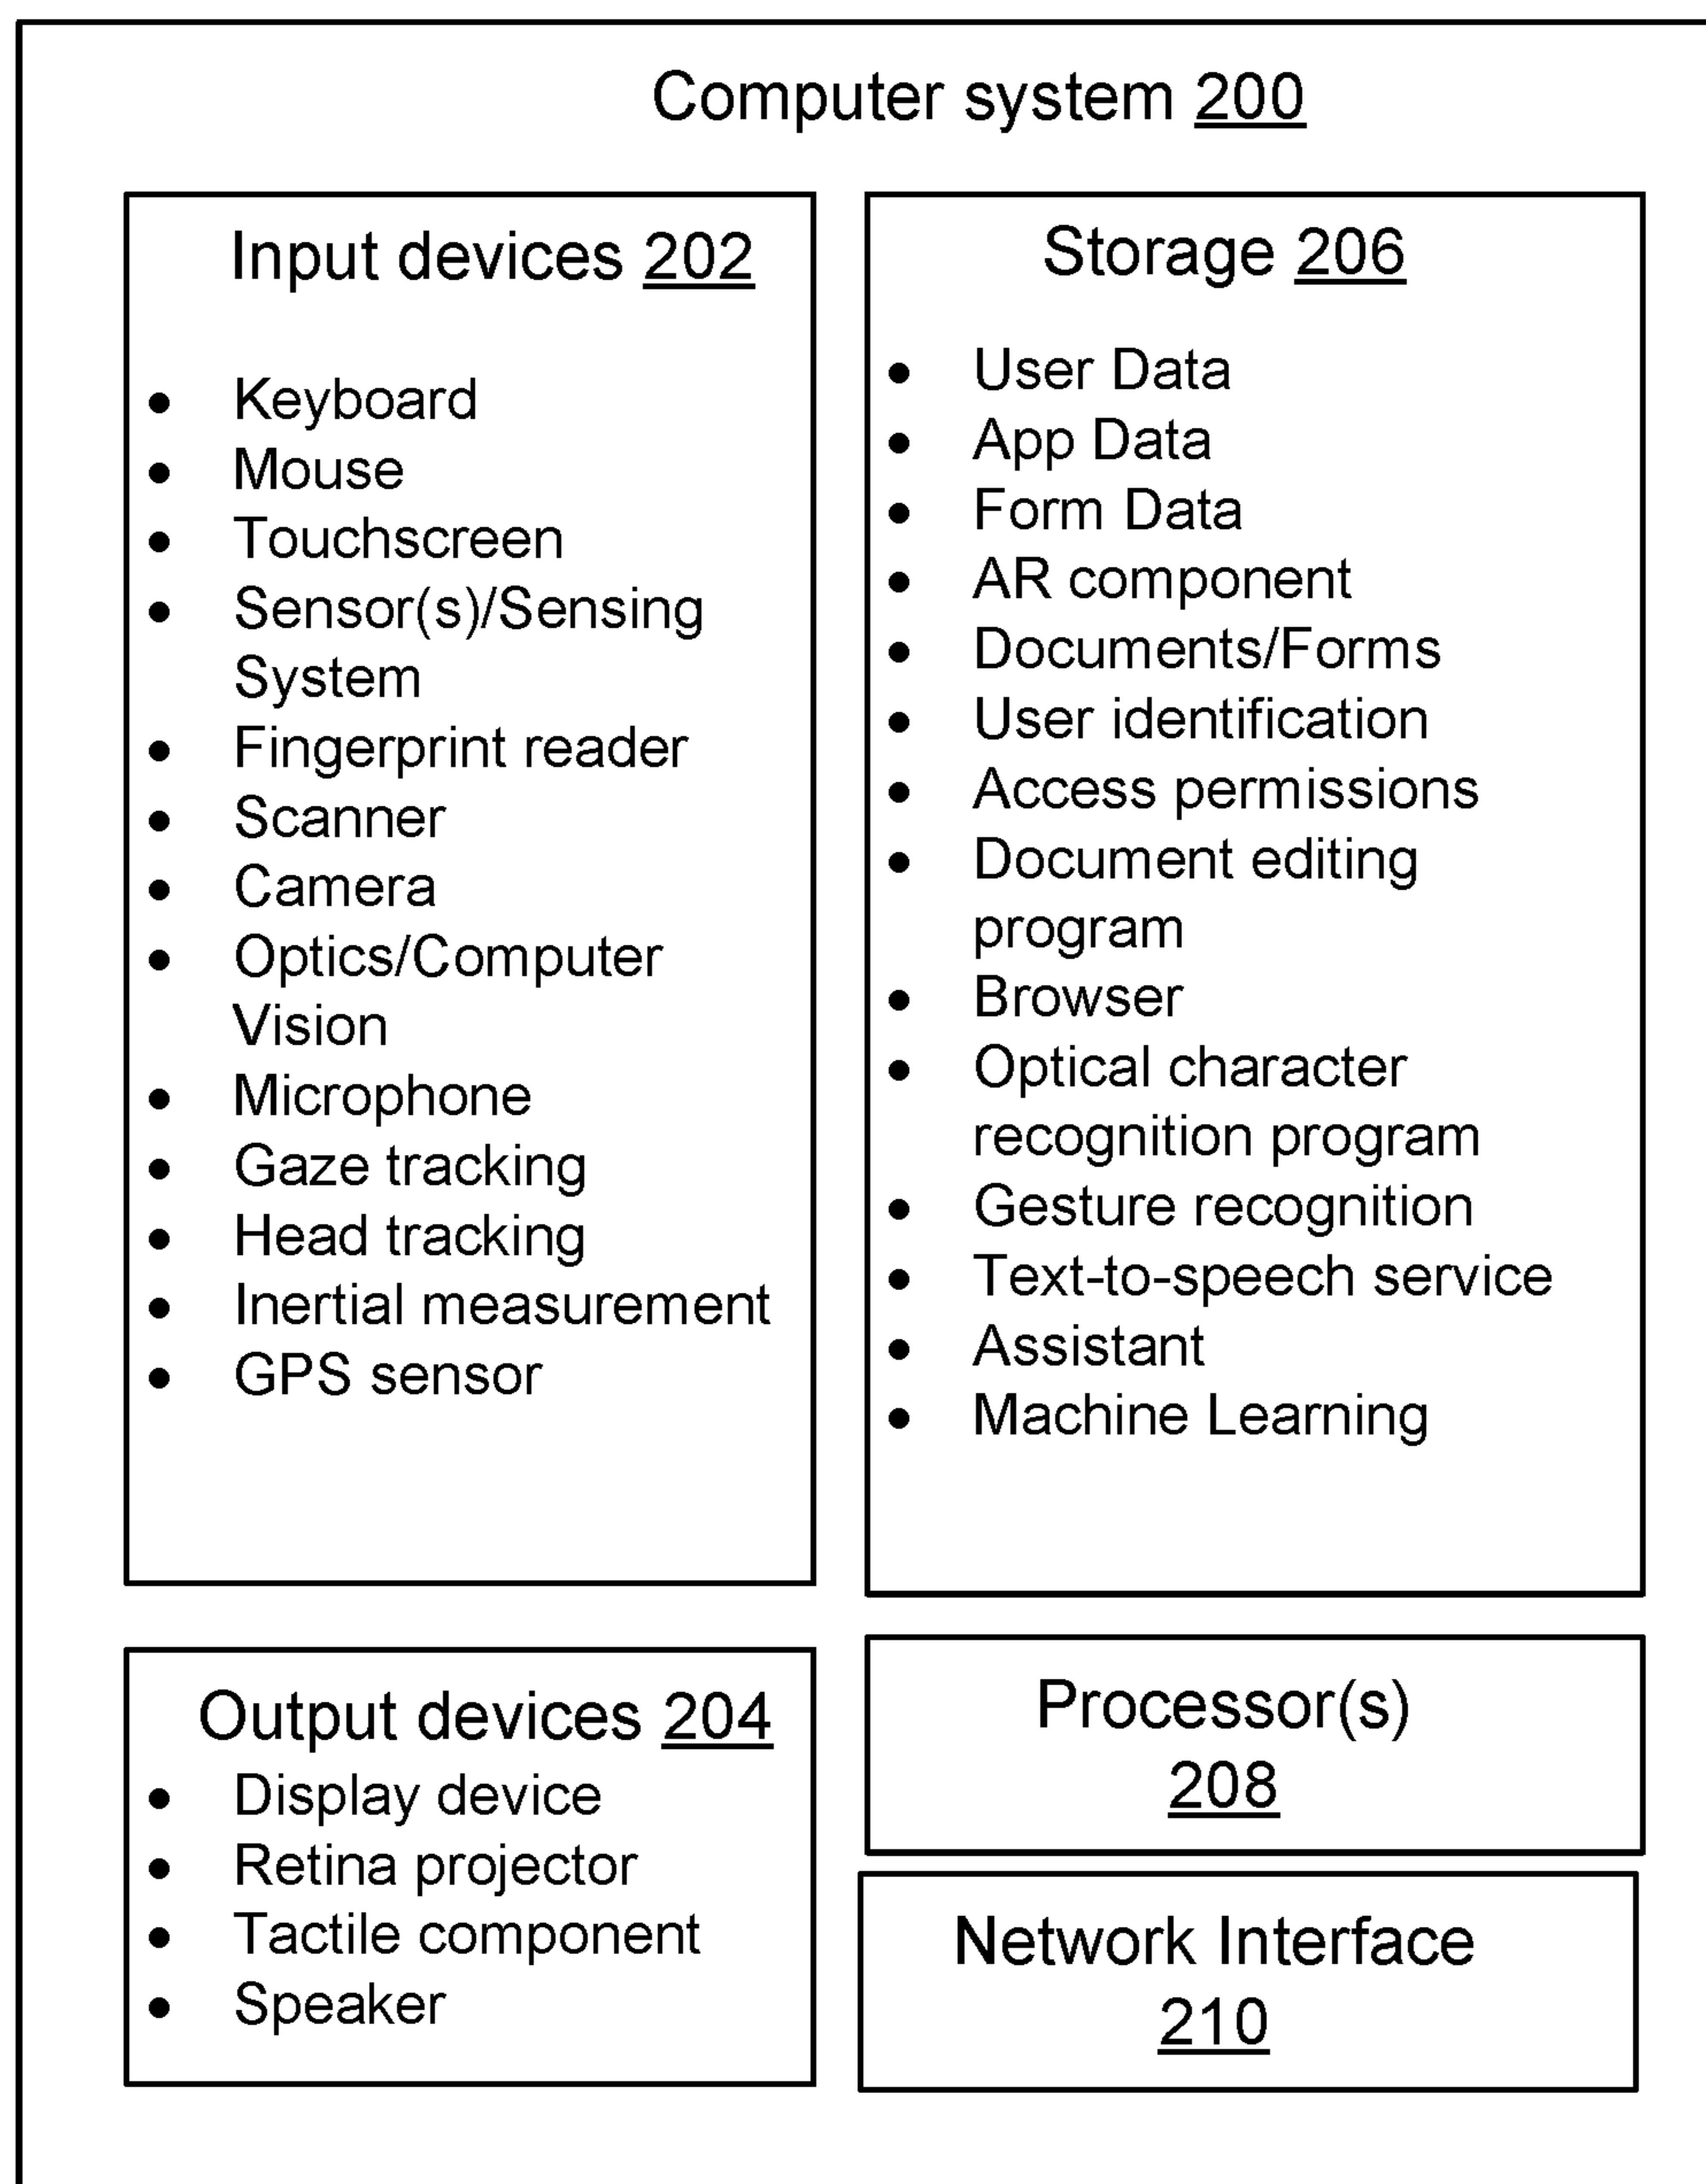 Computer system 200
Input devices 202
● Keyboard
● Mouse
● Touchscreen
● Sensor(s)/Sensing
System
● Fingerprint reader
● Scanner
● Camera
● Optics/Computer
Vision
● Microphone
● Gaze tracking
● Head tracking
● Inertial measurement
● GPS sensor
Storage 206
● User Data
● App Data
● Form Data
● AR component
● Documents/Forms
● User identification
● Access permissions
● Document editing
program
● Browser
● Optical character
recognition program
● Gesture recognition
● Text-to-speech service
● Assistant
● Machine Learning
Output devices 204
● Display device
● Retina projector
● Tactile component
● Speaker
Processor(s)
208
Network Interface
210